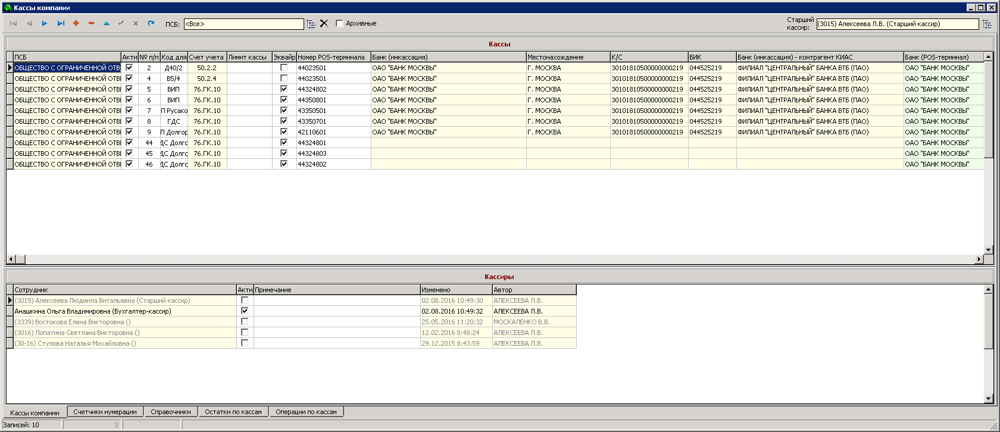 Кассы компании
ПСБ: <Все> Архивные Старший кассир: (3015) Алексеева Л.В. (Старший кассир)
Кассы
ПСБ Акти № п/п Код для Счет учета Лимит кассы Эквайр Номер POS-терминала Банк (инкассация) Местонахождение К/С БИК Банк (инкассация) - контрагент КИАС Банк (POS-терминал)
ОБЩЕСТВО С ОГРАНИЧЕННОЙ ОТВ 2 Д40/2 50.2.2 44023501 ОАО "БАНК МОСКВЫ" Г. МОСКВА 30101810500000000219 044525219 ФИЛИАЛ "ЦЕНТРАЛЬНЫЙ" БАНКА ВТБ (ПАО) ОАО "БАНК МОСКВЫ"
ОБЩЕСТВО С ОГРАНИЧЕННОЙ ОТВ 4 В5/4 50.2.4 44023501 ОАО "БАНК МОСКВЫ" Г. МОСКВА 30101810500000000219 044525219 ФИЛИАЛ "ЦЕНТРАЛЬНЫЙ" БАНКА ВТБ (ПАО) ОАО "БАНК МОСКВЫ"
ОБЩЕСТВО С ОГРАНИЧЕННОЙ ОТВ 5 ВИП 76.ГК.10 44324802 ОАО "БАНК МОСКВЫ" Г. МОСКВА 30101810500000000219 044525219 ФИЛИАЛ "ЦЕНТРАЛЬНЫЙ" БАНКА ВТБ (ПАО) ОАО "БАНК МОСКВЫ"
ОБЩЕСТВО С ОГРАНИЧЕННОЙ ОТВ 6 ВИП 76.ГК.10 44350801 ОАО "БАНК МОСКВЫ" Г. МОСКВА 30101810500000000219 044525219 ФИЛИАЛ "ЦЕНТРАЛЬНЫЙ" БАНКА ВТБ (ПАО) ОАО "БАНК МОСКВЫ"
ОБЩЕСТВО С ОГРАНИЧЕННОЙ ОТВ 7 П Русако 76.ГК.10 43350501 ОАО "БАНК МОСКВЫ" Г. МОСКВА 30101810500000000219 044525219 ФИЛИАЛ "ЦЕНТРАЛЬНЫЙ" БАНКА ВТБ (ПАО) ОАО "БАНК МОСКВЫ"
ОБЩЕСТВО С ОГРАНИЧЕННОЙ ОТВ 8 ГДС 76.ГК.10 43350701 ОАО "БАНК МОСКВЫ" Г. МОСКВА 30101810500000000219 044525219 ФИЛИАЛ "ЦЕНТРАЛЬНЫЙ" БАНКА ВТБ (ПАО) ОАО "БАНК МОСКВЫ"
ОБЩЕСТВО С ОГРАНИЧЕННОЙ ОТВ 9 П Долгор 76.ГК.10 42110601 ОАО "БАНК МОСКВЫ" Г. МОСКВА 30101810500000000219 044525219 ФИЛИАЛ "ЦЕНТРАЛЬНЫЙ" БАНКА ВТБ (ПАО) ОАО "БАНК МОСКВЫ"
ОБЩЕСТВО С ОГРАНИЧЕННОЙ ОТВ 44 ДС Долго 76.ГК.10 44324801 ОАО "БАНК МОСКВЫ"
ОБЩЕСТВО С ОГРАНИЧЕННОЙ ОТВ 45 ДС Долго 76.ГК.10 44324803 ОАО "БАНК МОСКВЫ"
ОБЩЕСТВО С ОГРАНИЧЕННОЙ ОТВ 46 ДС Долго 76.ГК.10 44324802 ОАО "БАНК МОСКВЫ"
Кассиры
Сотрудник Акти Примечание Изменено Автор
(3015) Алексеева Людмила Витальевна (Старший кассир) 02.08.2016 10:49:30 АЛЕКСЕЕВА Л.В.
Анашкина Ольга Владимировна (Бухгалтер-кассир) 02.08.2016 10:49:32 АЛЕКСЕЕВА Л.В.
(3339) Востокова Елена Викторовна () 25.05.2016 11:20:32 МОСКАЛЕНКО В.В.
(3016) Лопатина Светлана Викторовна () 12.02.2016 8:48:24 АЛЕКСЕЕВА Л.В.
(30-16) Стулова Наталья Михайловна () 29.12.2015 8:43:59 АЛЕКСЕЕВА Л.В.
Кассы компании Счетчики нумерации Справочники Остатки по кассам Операции по кассам
Записей: 10 3